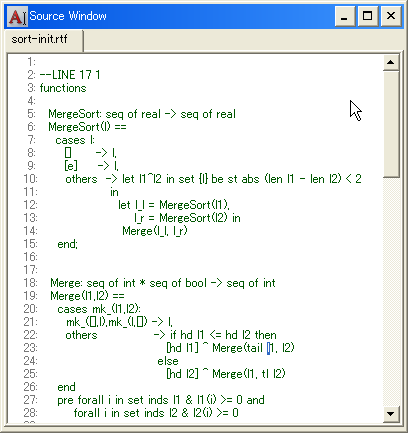 Source Window
sort-init.rtf
1:
2: --LINE 17 1
3: functions
4:
5: MergeSort: seq of real -> seq of real
6: MergeSort(l) ==
7: cases l:
8: [] -> l,
9: [e] -> l,
10: others -> let l1^l2 in set {l} be st abs (len l1 - len l2) < 2
11: in
12: let l_l = MergeSort(l1),
13: l_r = MergeSort(l2) in
14: Merge(l_l, l_r)
15: end;
16:
17:
18: Merge: seq of int * seq of bool -> seq of int
19: Merge(l1,l2) ==
20: cases mk_(l1,l2):
21: mk_([],l),mk_(l,[]) -> l,
22: others -> if hd l1 <= hd l2 then
23: [hd l1] ^ Merge(tail l1, l2)
24: else
25: [hd l2] ^ Merge(l1, tl l2)
26: end
27: pre forall i in set inds l1 & l1(i) >= 0 and
28: forall i in set inds l2 & l2(i) >= 0